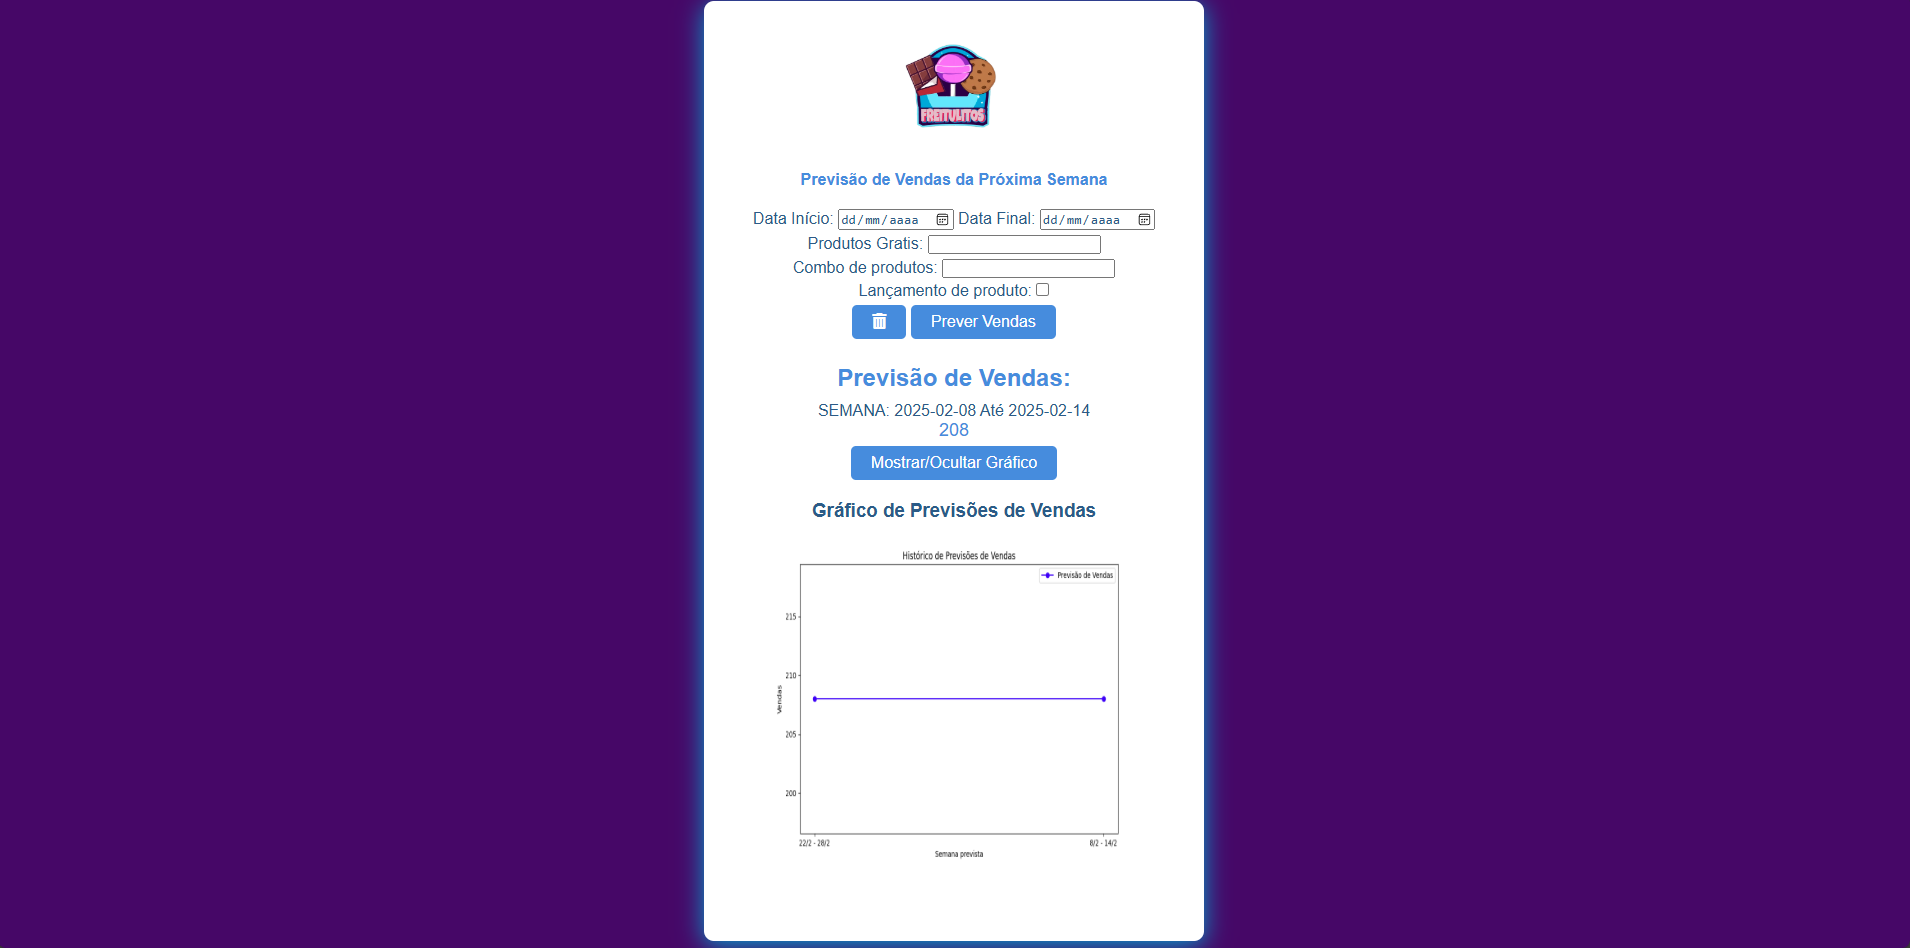 FREITULITOS
Previsão de Vendas da Próxima Semana
Data Início: dd/mm/aaaa Data Final: dd/mm/aaaa
Produtos Gratis:
Combo de produtos:
Lançamento de produto:
Prever Vendas
Previsão de Vendas:
SEMANA: 2025-02-08 Até 2025-02-14
208
Mostrar/Ocultar Gráfico
Gráfico de Previsões de Vendas
Histórico de Previsões de Vendas
Previsão de Vendas
215
210
Vendas
205
200
22/2 - 28/2 8/2 - 14/2
Semana prevista